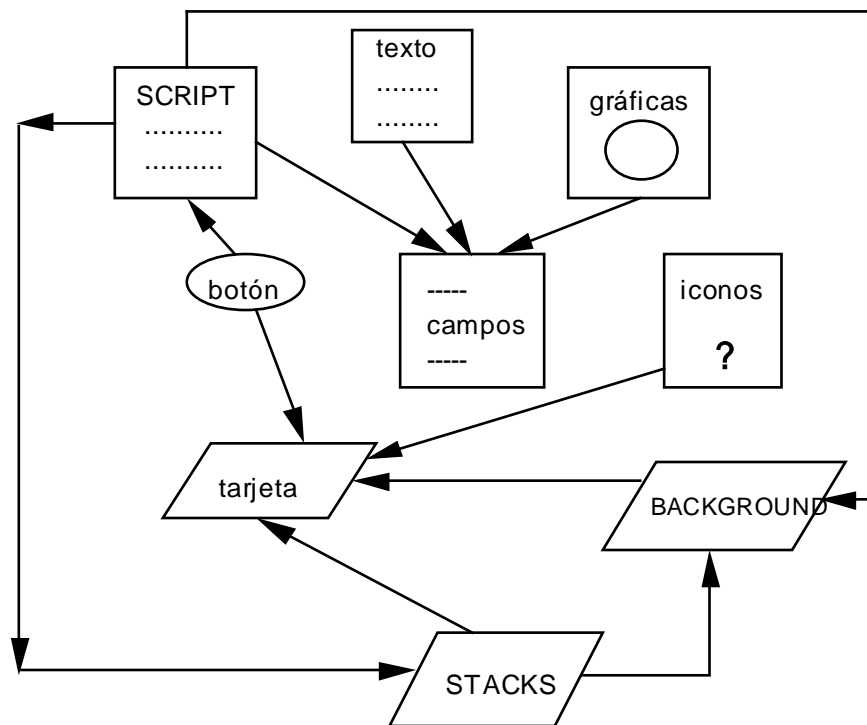 texto
........
........
SCRIPT
..........
..........
gráficas
botón
-----
campos
-----
iconos
?
tarjeta
BACKGROUND
STACKS